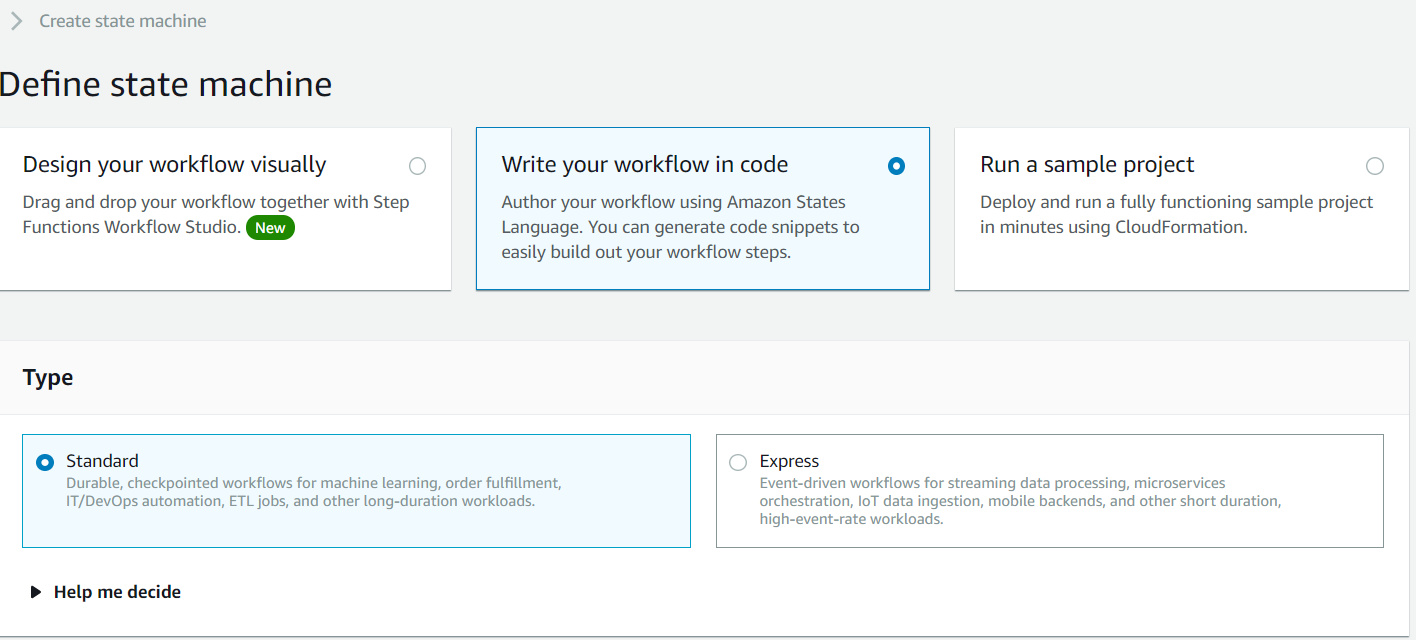 Create state machine
Define state machine
Design your workflow visually
Drag and drop your workflow together with Step
Functions Workflow Studio. New
Write your workflow in code
Author your workflow using Amazon States
Language. You can generate code snippets to
easily build out your workflow steps.
Run a sample project
Deploy and run a fully functioning sample project
in minutes using CloudFormation.
Type
Standard
Durable, checkpointed workflows for machine learning, order fulfillment,
IT/DevOps automation, ETL jobs, and other long-duration workloads.
Express
Event-driven workflows for streaming data processing, microservices
orchestration, IoT data ingestion, mobile backends, and other short duration,
high-event-rate workloads.
Help me decide